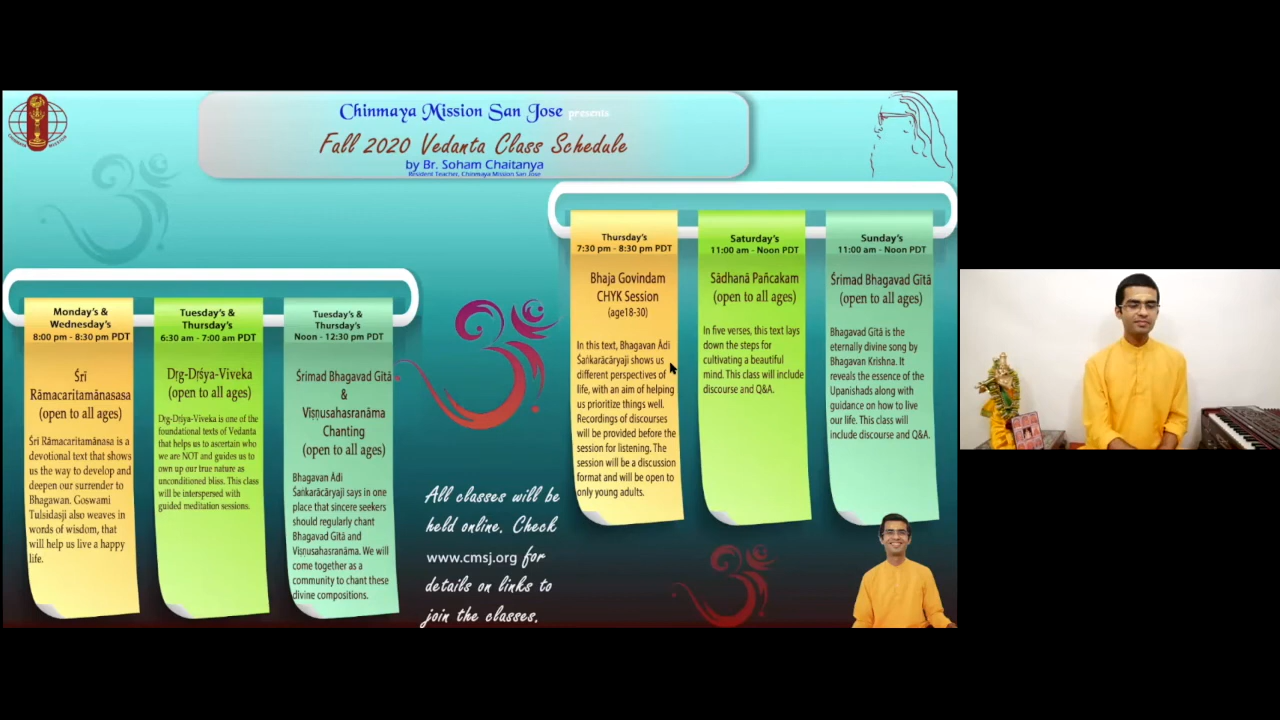 Chinmaya Mission San Jose presents
Fall 2020 Vedanta Class Schedule
by Br. Soham Chaitanya
Resident Teacher, Chinmaya Mission San Jose
CHINMAYA MISSION
Monday's &
Wednesday's
8:00 pm - 8:30 pm PDT
Śrī
Rāmacaritamānasasa
(open to all ages)
Śrī Rāmacaritamānasa is a
devotional text that shows
us the way to develop and
deepen our surrender to
Bhagawan. Goswami
Tulsidasji also weaves in
words of wisdom, that
will help us live a happy
life.
Tuesday's &
Thursday's
6:30 am - 7:00 am PDT
Dṛg-Dṛśya-Viveka
(open to all ages)
Dṛg-Dṛśya-Viveka is one of the
foundational texts of Vedanta
that helps us to ascertain who
we are NOT and guides us to
own up our true nature as
unconditioned bliss. This class
will be interspersed with
guided meditation sessions.
Tuesday's &
Thursday's
Noon - 12:30 pm PDT
Śrimad Bhagavad Gītā
&
Viṣṇusahasranāma
Chanting
(open to all ages)
Bhagavan Ādi
Śaṅkarācāryaji says in one
place that sincere seekers
should regularly chant
Bhagavad Gītā and
Viṣṇusahasranāma. We will
come together as a
community to chant these
divine compositions.
All classes will be
held online. Check
www.cmsj.org for
details on links to
join the classes.
Thursday's
7:30 pm - 8:30 pm PDT
Bhaja Govindam
CHYK Session
(age18-30)
In this text, Bhagavan Ādi
Śaṅkarācāryaji shows us
different perspectives of
life, with an aim of helping
us prioritize things well.
Recordings of discourses
will be provided before the
session for listening. The
session will be a discussion
format and will be open to
only young adults.
Saturday's
11:00 am - Noon PDT
Sādhanā Pañcakam
(open to all ages)
In five verses, this text lays
down the steps for
cultivating a beautiful
mind. This class will include
discourse and Q&A.
Sunday's
11:00 am - Noon PDT
Śrimad Bhagavad Gītā
(open to all ages)
Bhagavad Gītā is the
eternally divine song by
Bhagavan Krishna. It
reveals the essence of the
Upanishads along with
guidance on how to live
our life. This class will
include discourse and Q&A.